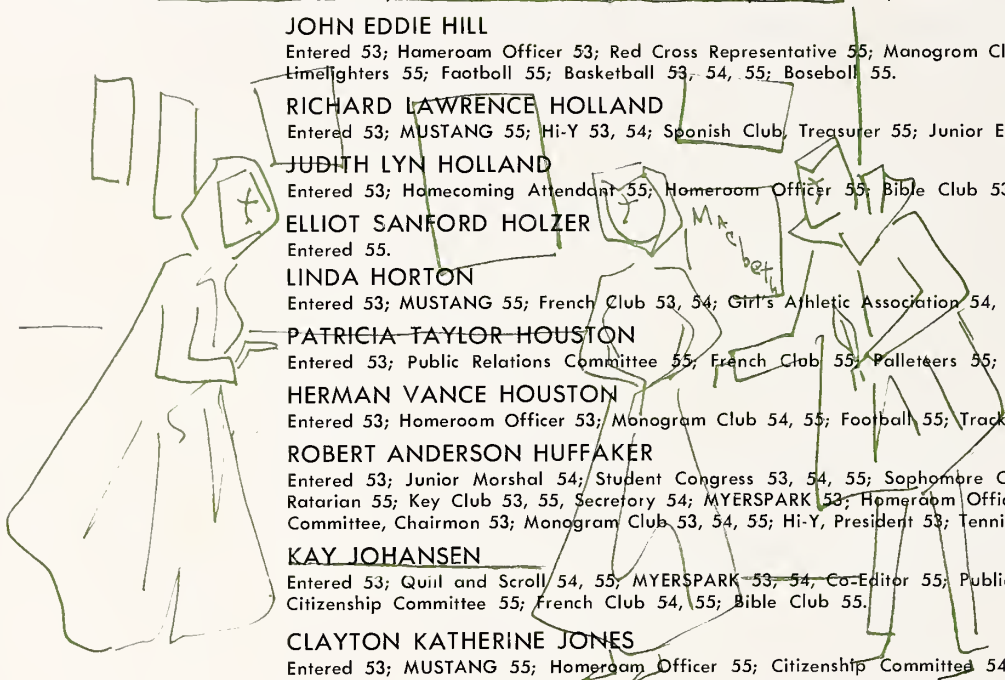 JOHN EDDIE HILL
Entered 53; Hameroam Officer 53; Red Cross Representative 55; Manogrom Cl
Limelighters 55; Faotboll 55; Basketball 53, 54, 55; Boseboll 55.
RICHARD LAWRENCE HOLLAND
Entered 53; MUSTANG 55; Hi-Y 53, 54; Sponish Club, Treasurer 55; Junior E
JUDITH LYN HOLLAND
Entered 53; Homecoming Attendant 55; Homeroom Officer 55; Bible Club 53
ELLIOT SANFORD HOLZER
Entered 55.
Macbeth
LINDA HORTON
Entered 53; MUSTANG 55; French Club 53, 54; Girl's Athletic Association 54,
PATRICIA TAYLOR HOUSTON
Entered 53; Public Relations Committee 55; French Clab 55; Palleteers 55;
HERMAN VANCE HOUSTON
Entered 53; Homeroom Officer 53; Monogram Club 54, 55; Football 55; Track
ROBERT ANDERSON HUFFAKER
Entered 53; Junior Morshal 54; Student Congress 53, 54, 55; Sophomore C
Ratarian 55; Key Club 53, 55, Secretory 54; MYERSPARK 53; Homeroom Offic
Committee, Chairmon 53; Monogram Club 53, 54, 55; Hi-Y, President 53; Tenni
KAY JOHANSEN
Entered 53; Quill and Scroll 54, 55; MYERSPARK 53, 54, Co-Editor 55; Public
Citizenship Committee 55; French Club 54, 55; Bible Club 55.
CLAYTON KATHERINE JONES
Entered 53; MUSTANG 55; Homeroam Officer 55; Citizenship Committee 54